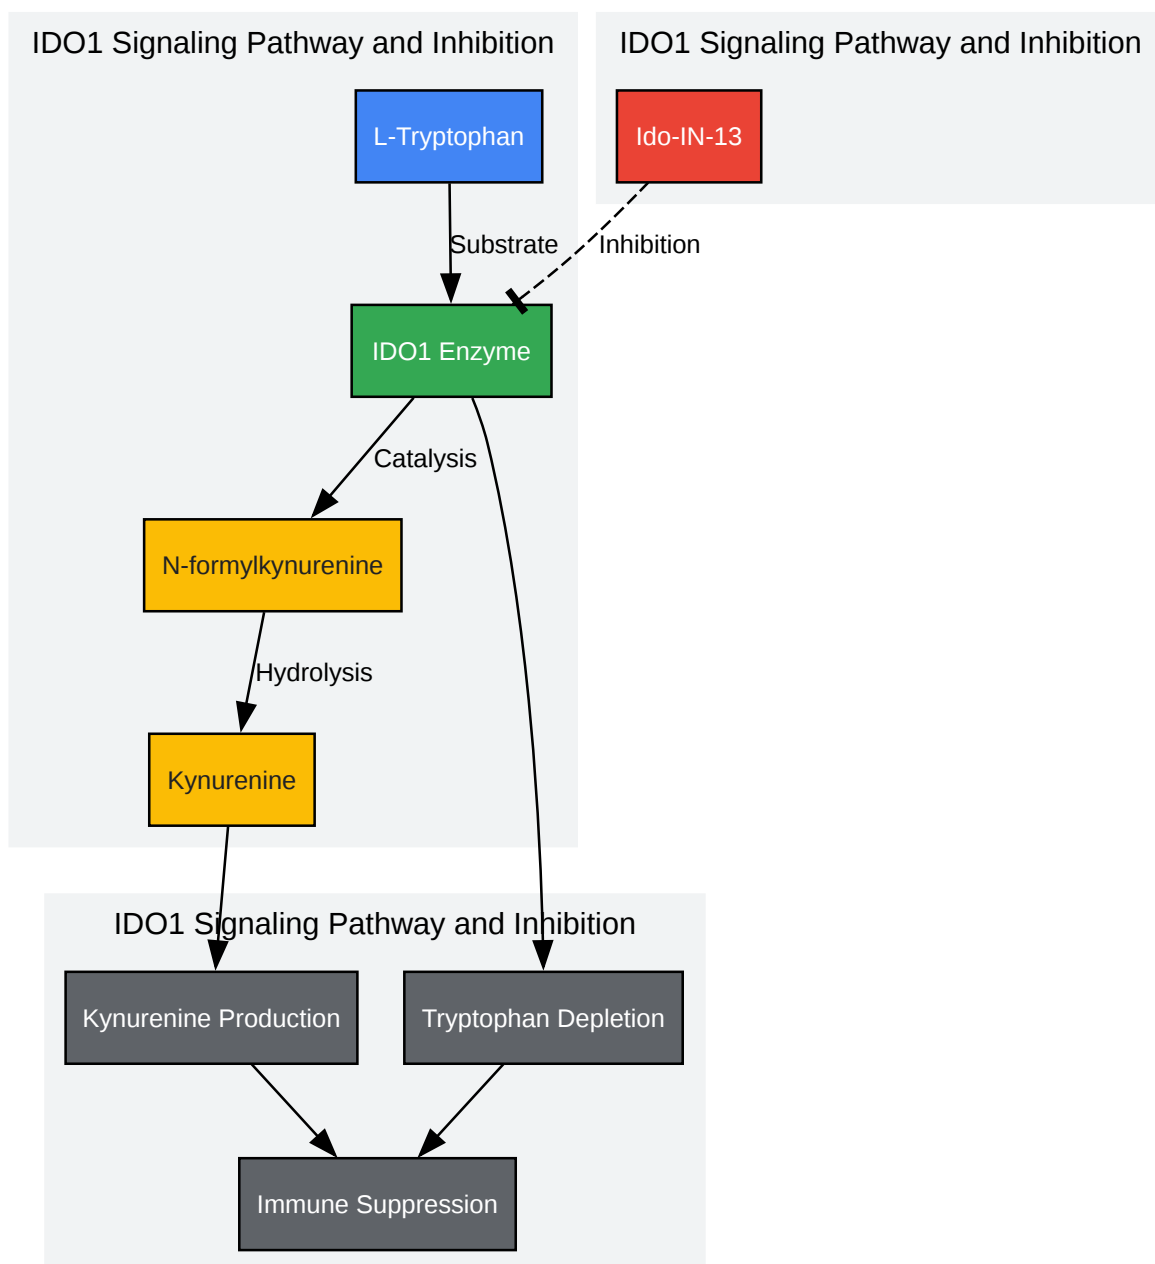 IDO1 Signaling Pathway and Inhibition
IDO1 Signaling Pathway and Inhibition
L-Tryptophan
Ido-IN-13
Substrate
Inhibition
IDO1 Enzyme
Catalysis
N-formylkynurenine
Hydrolysis
Kynurenine
IDO1 Signaling Pathway and Inhibition
Kynurenine Production
Tryptophan Depletion
Immune Suppression